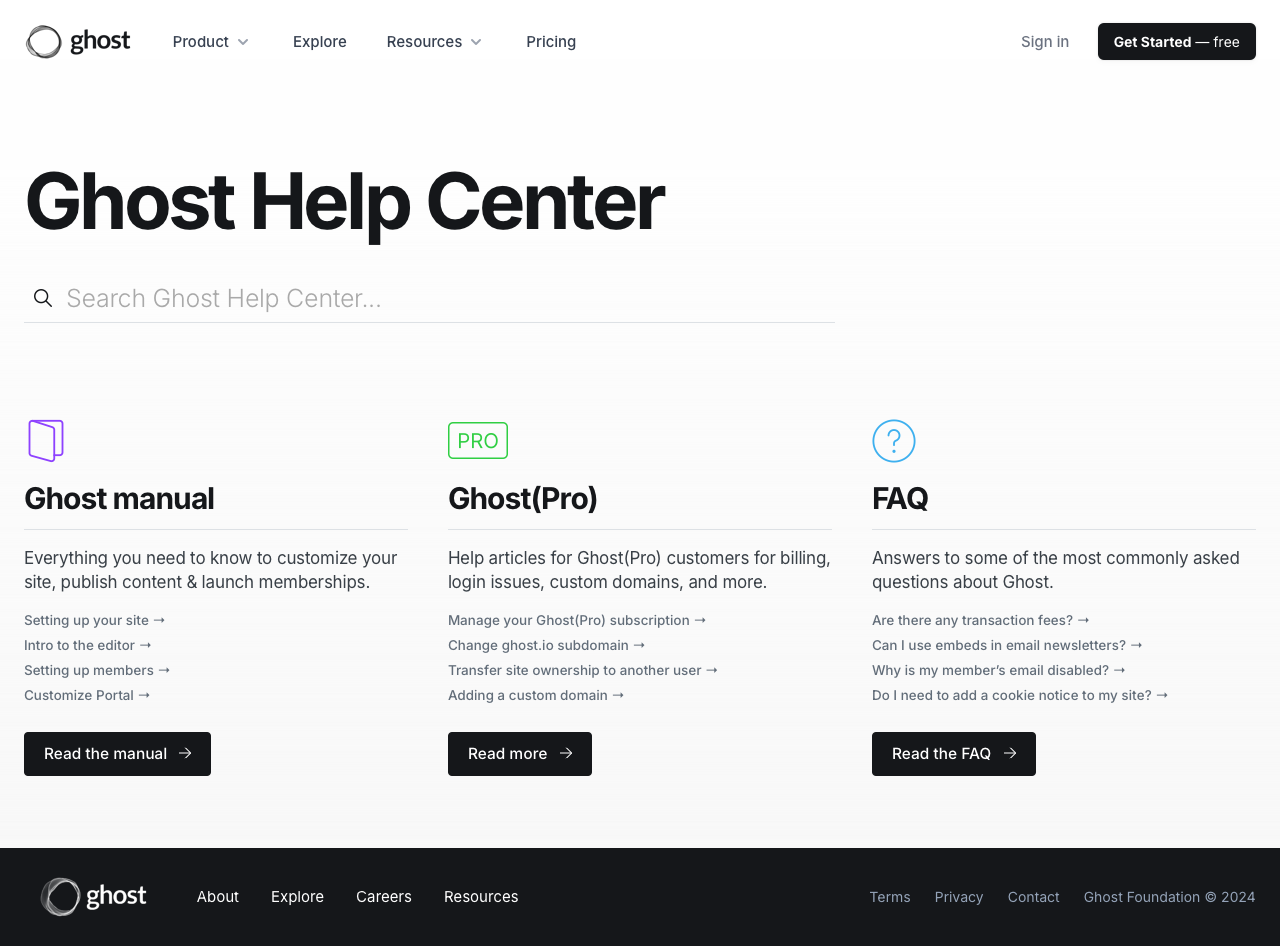 ghost Product Explore Resources Pricing Sign in Get Started — free
Ghost Help Center
Search Ghost Help Center...
PRO
?
Ghost manual
Everything you need to know to customize your
site, publish content & launch memberships.
Setting up your site →
Intro to the editor →
Setting up members →
Customize Portal →
Read the manual →
Ghost(Pro)
Help articles for Ghost(Pro) customers for billing,
login issues, custom domains, and more.
Manage your Ghost(Pro) subscription →
Change ghost.io subdomain →
Transfer site ownership to another user →
Adding a custom domain →
Read more →
FAQ
Answers to some of the most commonly asked
questions about Ghost.
Are there any transaction fees? →
Can I use embeds in email newsletters? →
Why is my member’s email disabled? →
Do I need to add a cookie notice to my site? →
Read the FAQ →
ghost About Explore Careers Resources Terms Privacy Contact Ghost Foundation © 2024